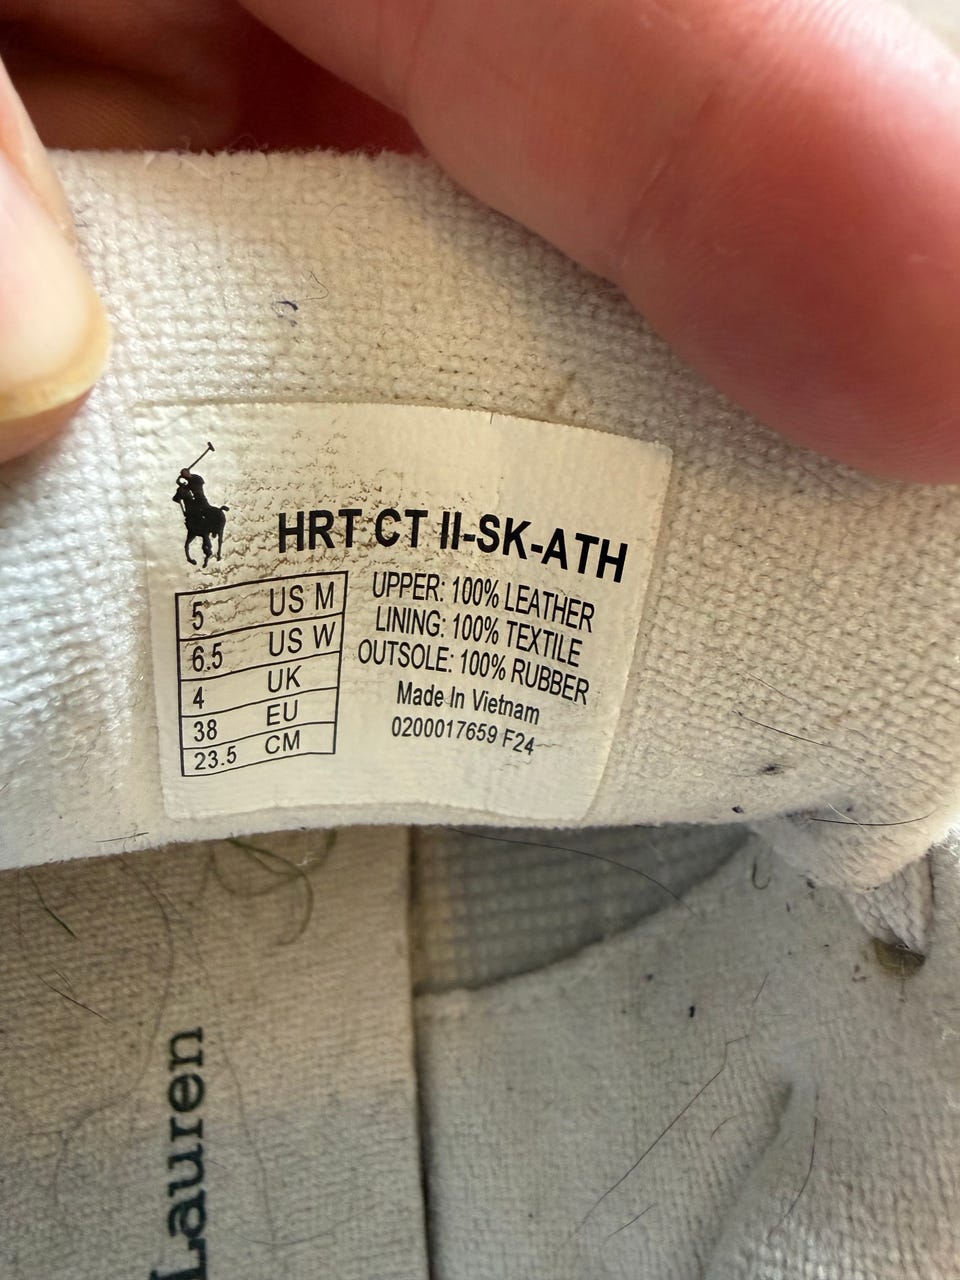 HRT CT II-SK-ATH
5 US M
6.5 US W
4 UK
38 EU
23.5 CM
UPPER: 100% LEATHER
LINING: 100% TEXTILE
OUTSOLE: 100% RUBBER
Made In Vietnam
0200017659 F24
Lauren